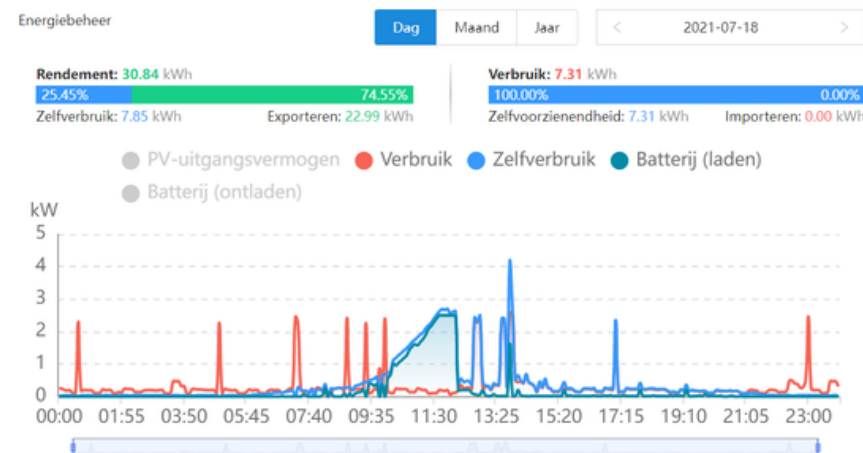 Energiebeheer
Dag Maand Jaar < 2021-07-18 >
Rendement: 30.84 kWh
25.45% 74.55%
Zelfverbruik: 7.85 kWh Exporteren: 22.99 kWh
Verbruik: 7.31 kWh
100.00% 0.00%
Zelfvoorzienendheid: 7.31 kWh Importeren: 0.00 kWh
PV-uitgangsvermogen Verbruik Zelfverbruik Batterij (laden)
Batterij (ontladen)
kW
5
4
3
2
1
0
00:00 01:55 03:50 05:45 07:40 09:35 11:30 13:25 15:20 17:15 19:10 21:05 23:00